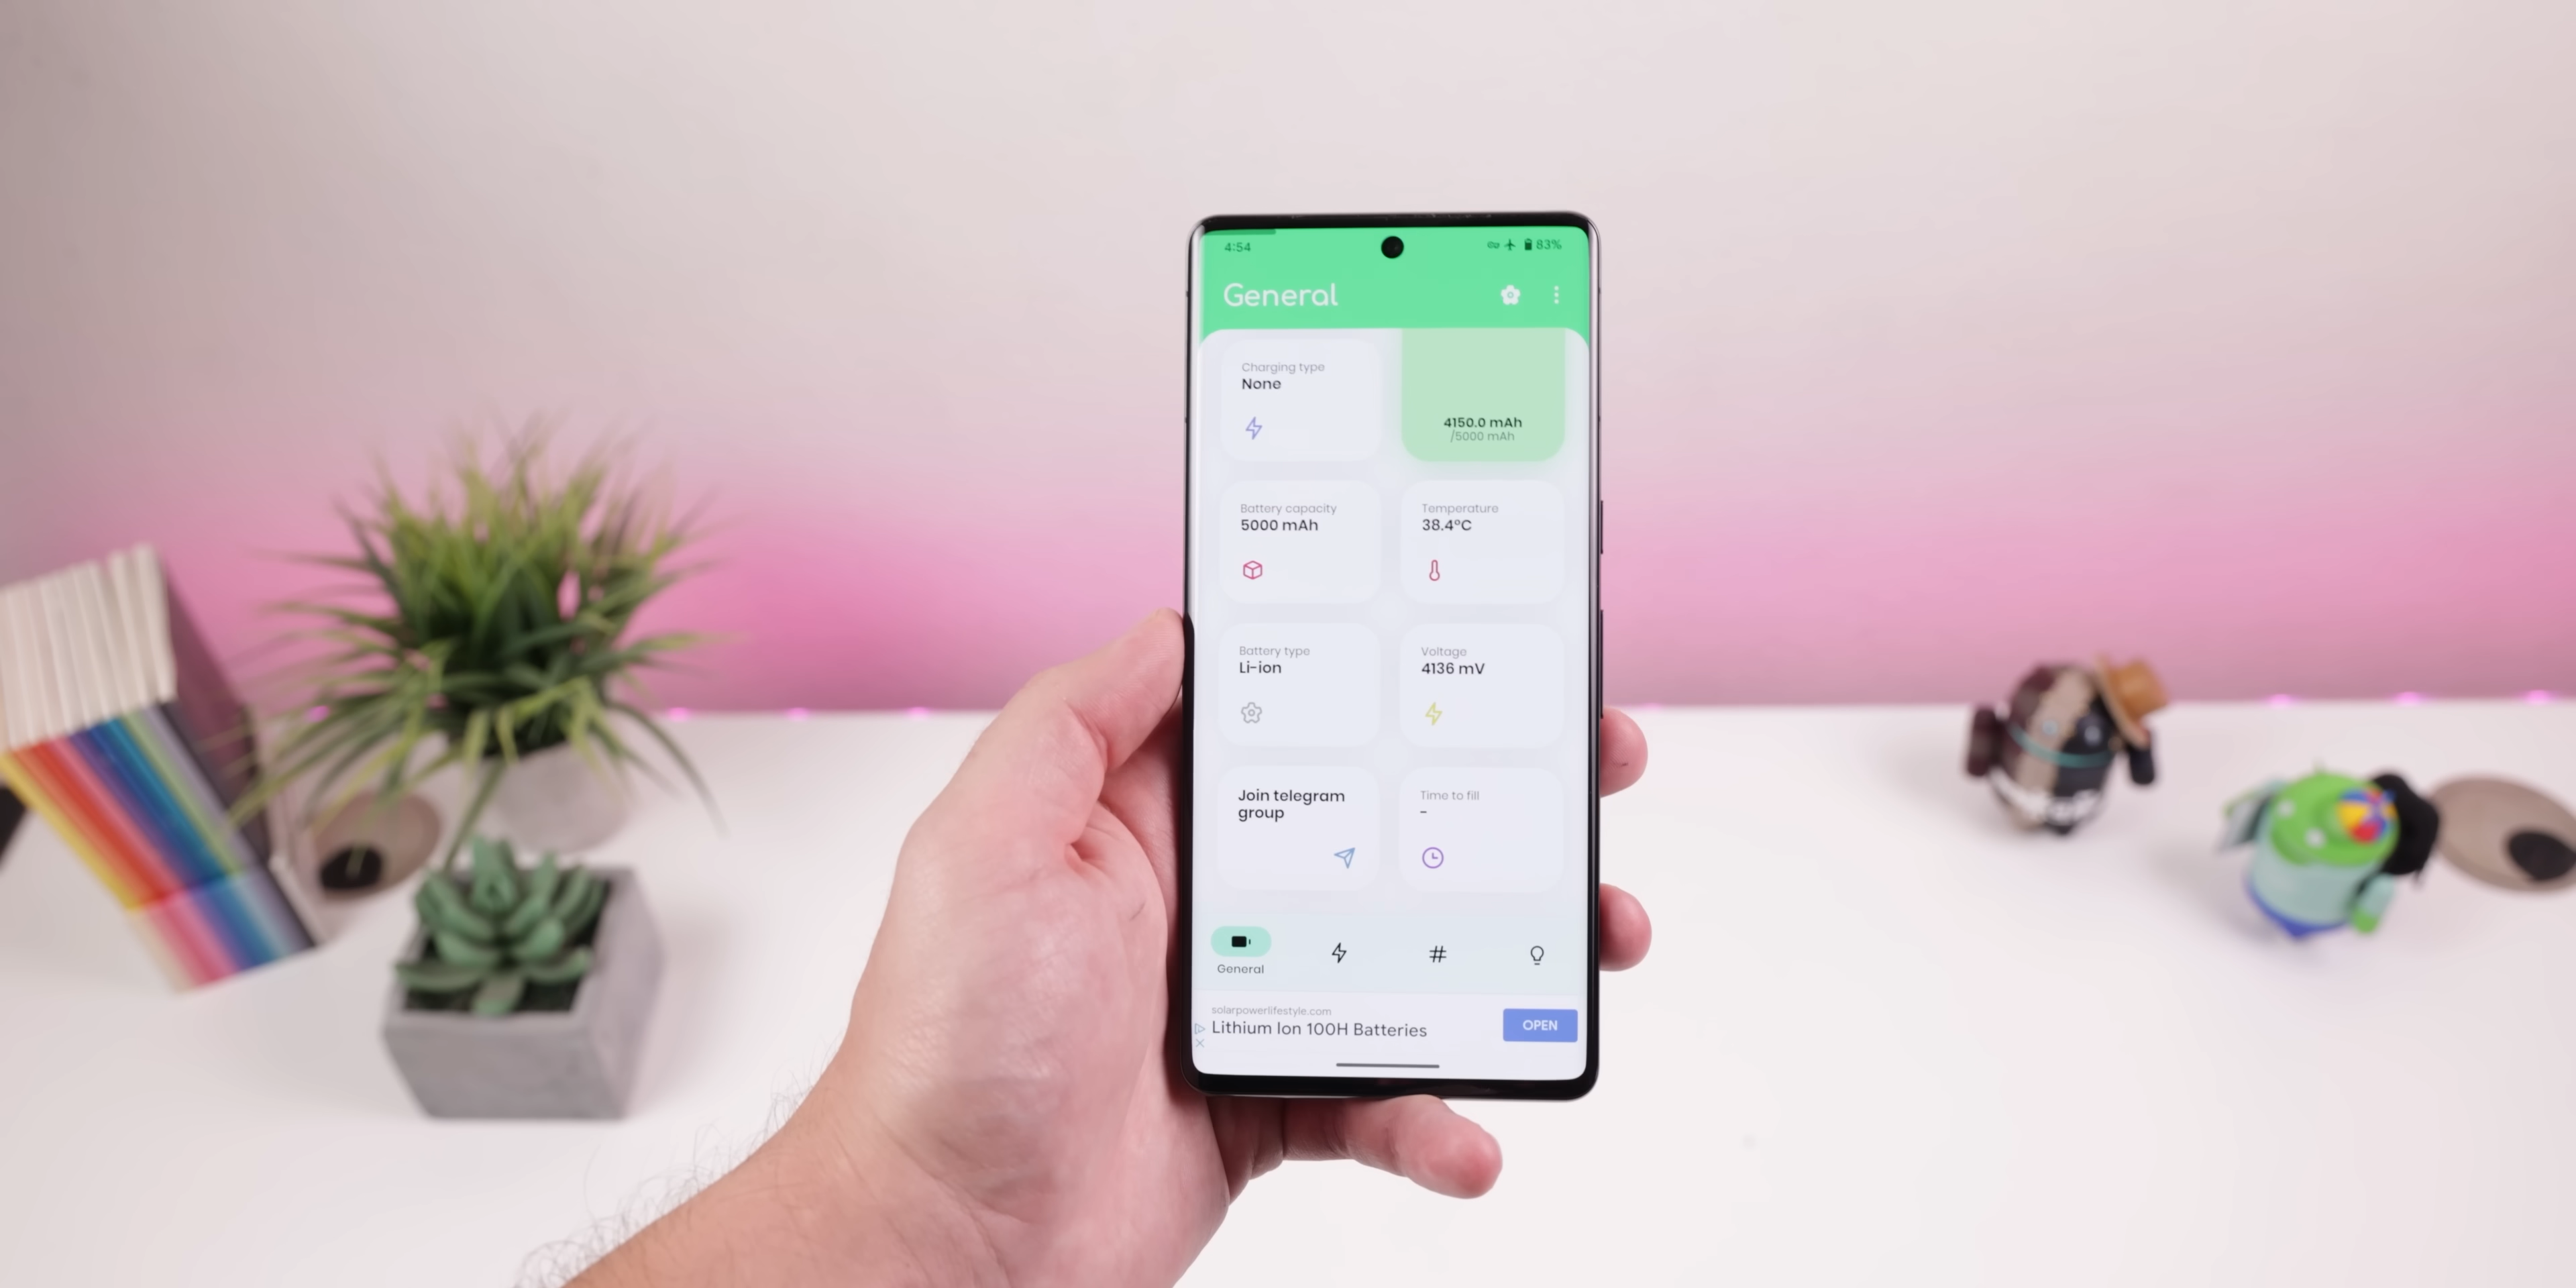 4:54
83%
General
Charging type
None
4150.0 mAh
/5000 mAh
Battery capacity
5000 mAh
Temperature
38.4°C
Battery type
Li-ion
Voltage
4136 mV
Join telegram
group
Time to fill
-
General
solarpowerlifestyle.com
Lithium Ion 100H Batteries
OPEN